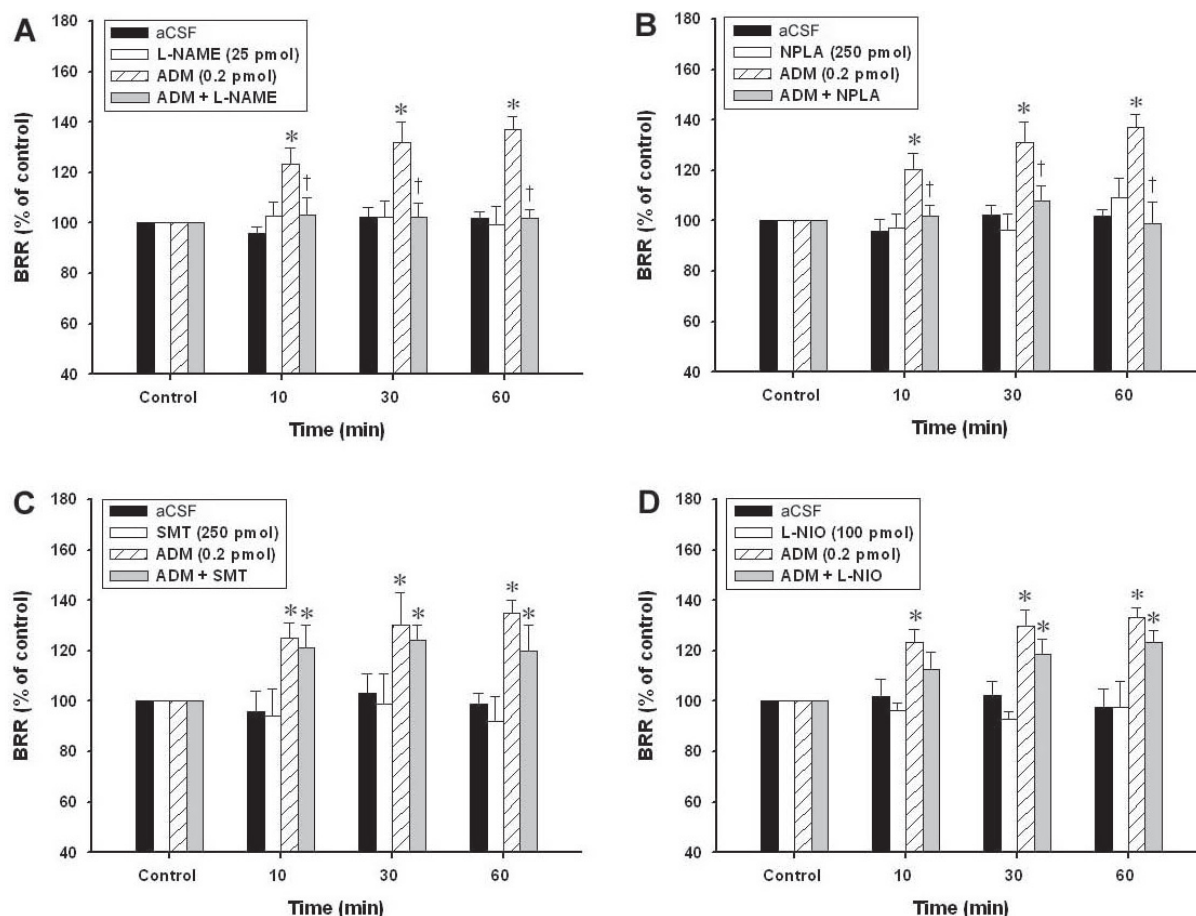 A
aCSF
L-NAME (25 pmol)
ADM (0.2 pmol)
ADM + L-NAME
BRR (% of control)
180
160
140
120
100
80
60
40
* * *
† † †
Control 10 30 60
Time (min)
B
aCSF
NPLA (250 pmol)
ADM (0.2 pmol)
ADM + NPLA
BRR (% of control)
180
160
140
120
100
80
60
40
* * *
† † †
Control 10 30 60
Time (min)
C
aCSF
SMT (250 pmol)
ADM (0.2 pmol)
ADM + SMT
BRR (% of control)
180
160
140
120
100
80
60
40
* * * * * *
Control 10 30 60
Time (min)
D
aCSF
L-NIO (100 pmol)
ADM (0.2 pmol)
ADM + L-NIO
BRR (% of control)
180
160
140
120
100
80
60
40
* * * * *
Control 10 30 60
Time (min)